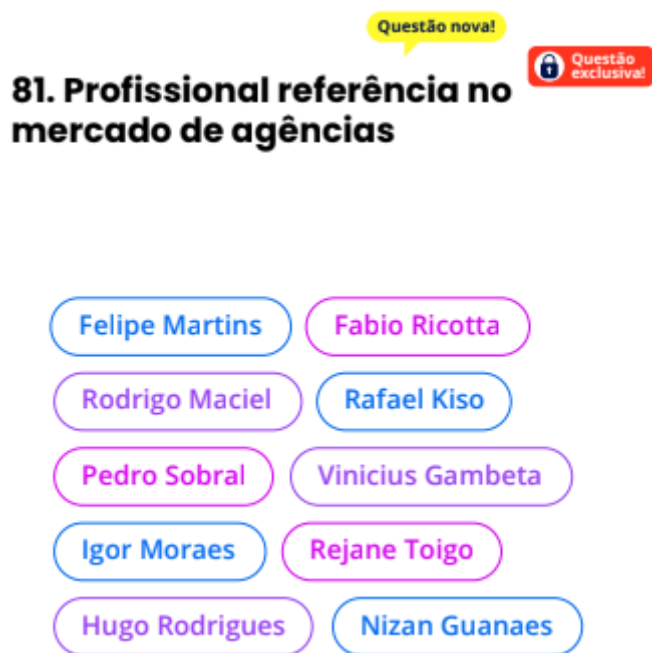 Questão nova!
Questão
exclusiva!
81. Profissional referência no
mercado de agências
Felipe Martins
Fabio Ricotta
Rodrigo Maciel
Rafael Kiso
Pedro Sobral
Vinicius Gambeta
Igor Moraes
Rejane Toigo
Hugo Rodrigues
Nizan Guanaes